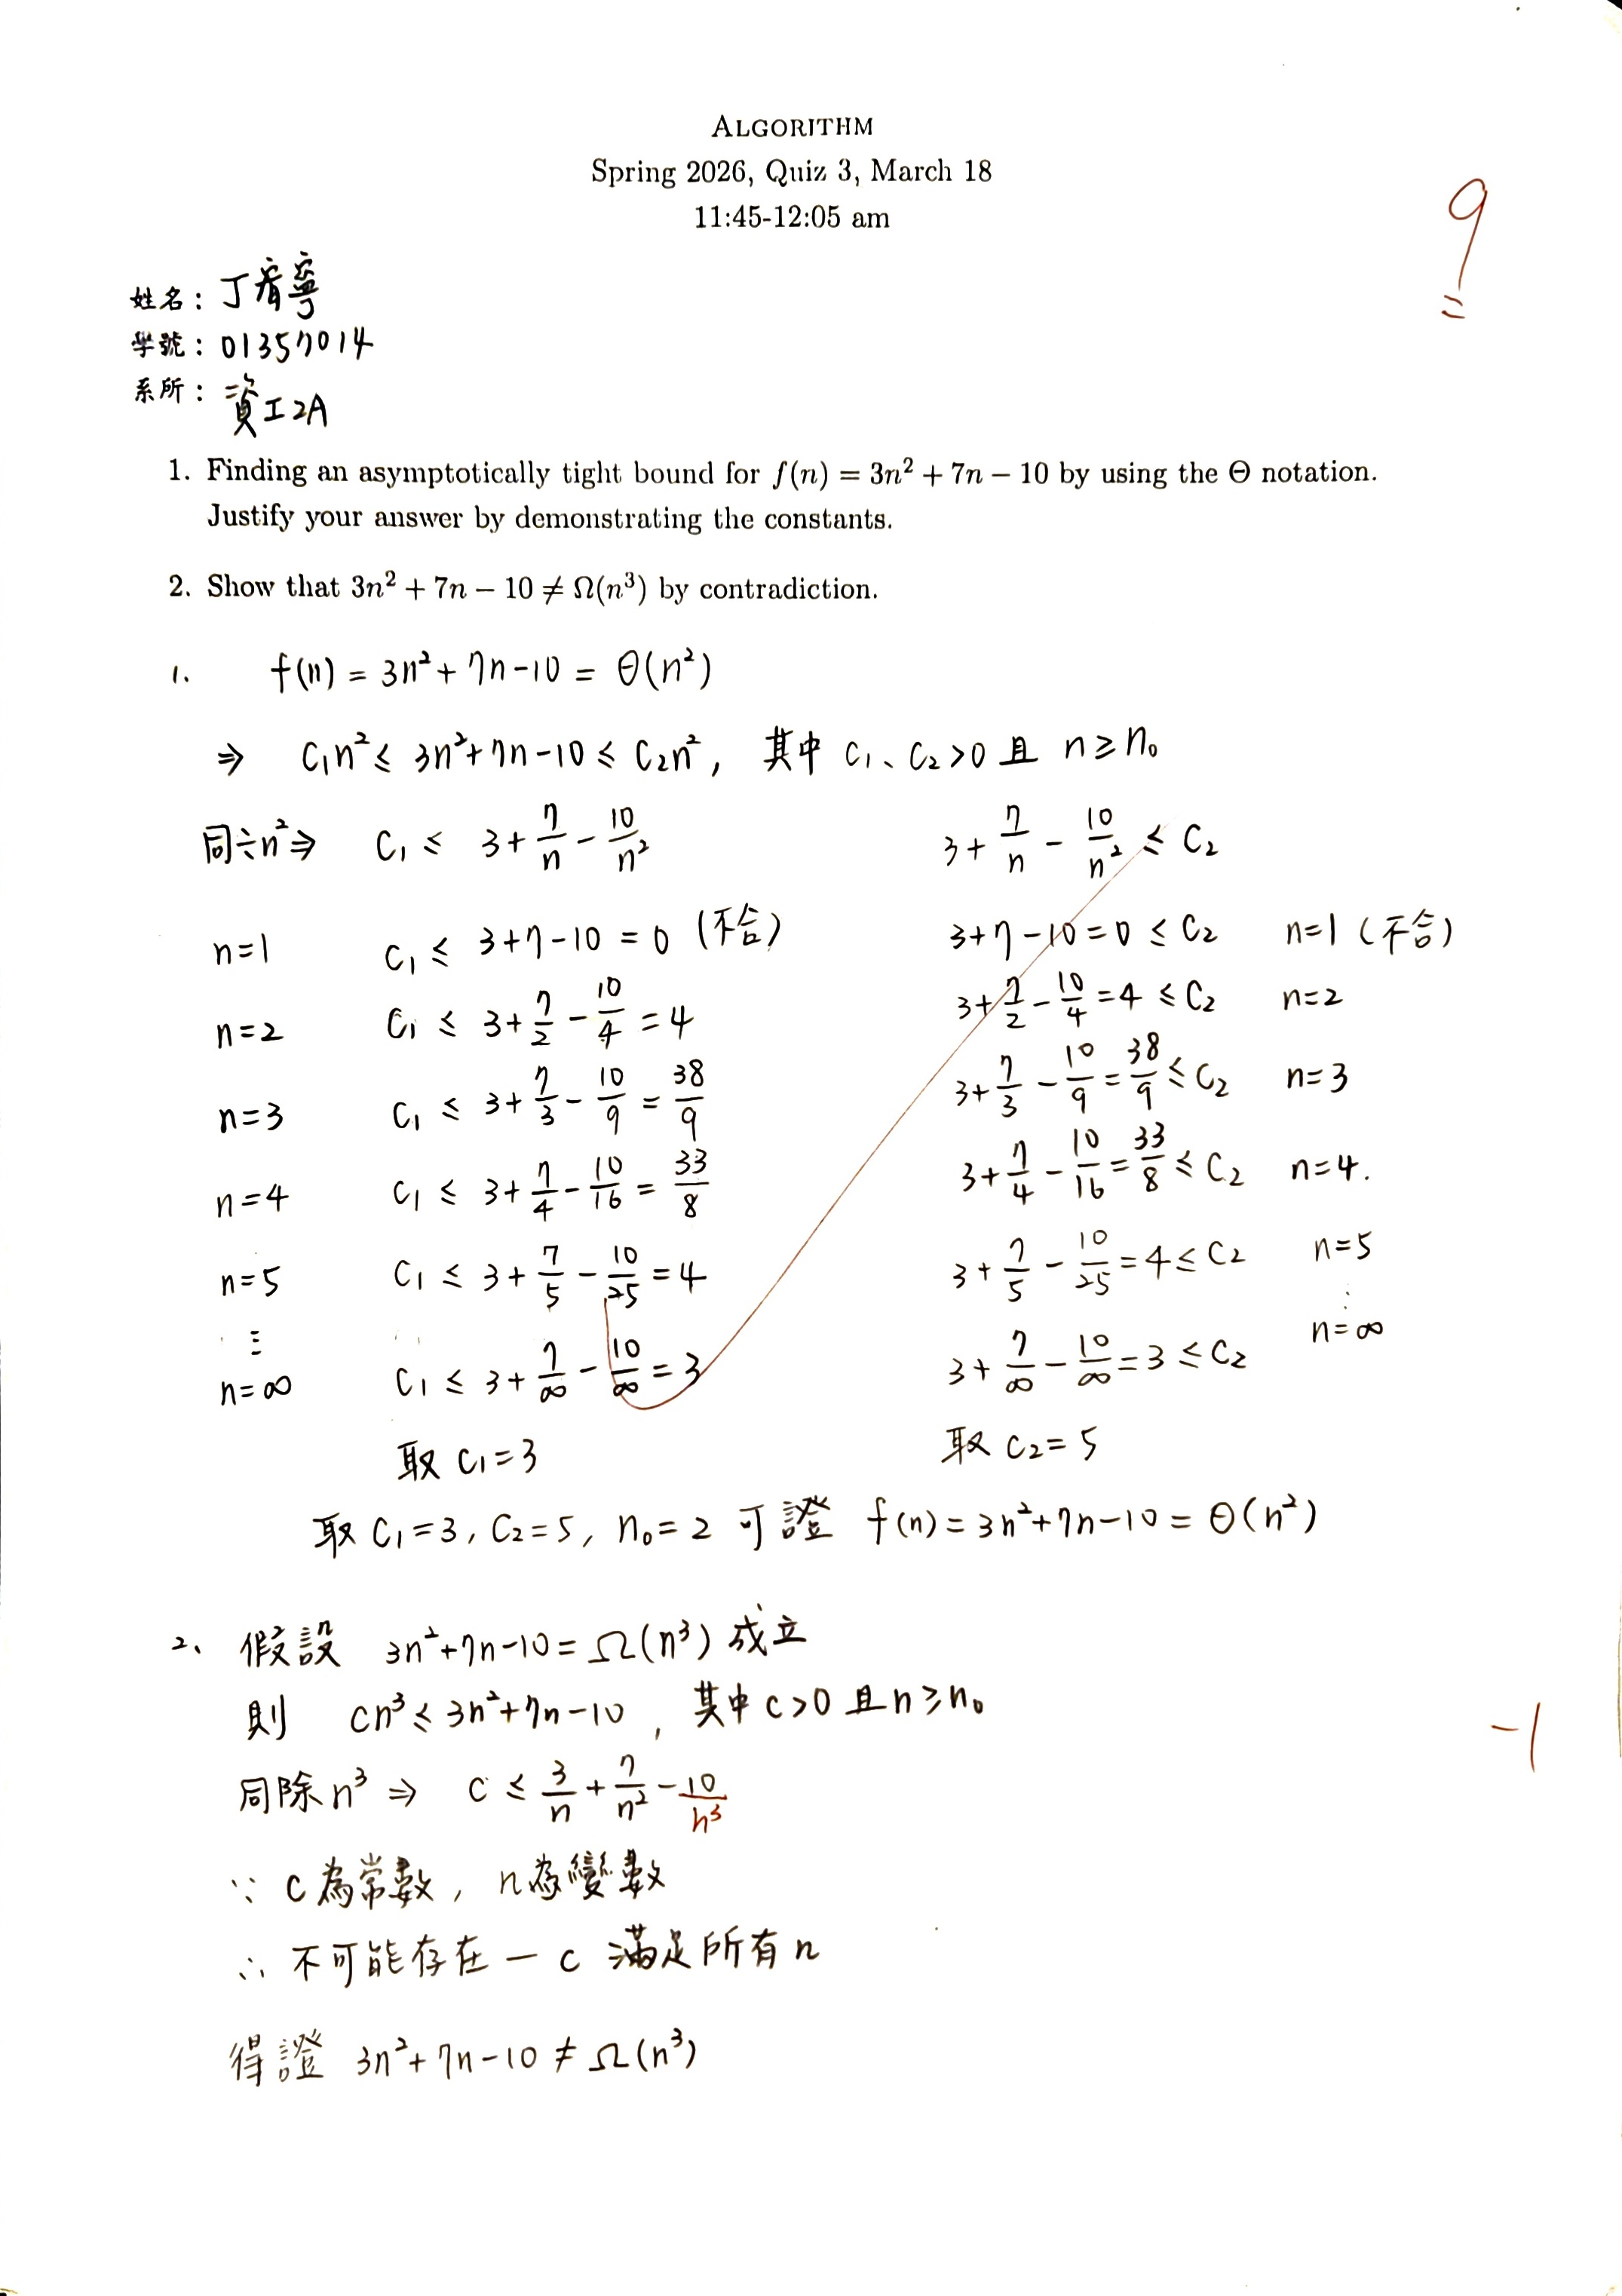 ALGORITHM
Spring 2026, Quiz 3, March 18
11:45-12:05 am
9
姓名：丁宥寧
學號：01357014
系所：資工2A
1. Finding an asymptotically tight bound for f(n) = 3n² + 7n − 10 by using the Θ notation.
Justify your answer by demonstrating the constants.
2. Show that 3n² + 7n − 10 ≠ Ω(n³) by contradiction.
1. f(n) = 3n² + 7n − 10 = θ(n²)
⇒ C₁n² ≤ 3n² + 7n − 10 ≤ C₂n², 其中 C₁、C₂ > 0 且 n ≥ n₀
同÷n² ⇒ C₁ ≤ 3 + 7/n − 10/n² 3 + 7/n − 10/n² ≤ C₂
n=1 C₁ ≤ 3+7−10 = 0 (不合) 3+7−10 = 0 ≤ C₂ n=1 (不合)
n=2 C₁ ≤ 3 + 7/2 − 10/4 = 4 3 + 7/2 − 10/4 = 4 ≤ C₂ n=2
n=3 C₁ ≤ 3 + 7/3 − 10/9 = 38/9 3 + 7/3 − 10/9 = 38/9 ≤ C₂ n=3
n=4 C₁ ≤ 3 + 7/4 − 10/16 = 33/8 3 + 7/4 − 10/16 = 33/8 ≤ C₂ n=4.
n=5 C₁ ≤ 3 + 7/5 − 10/25 = 4 3 + 7/5 − 10/25 = 4 ≤ C₂ n=5
⋮ ⋮
n=∞ C₁ ≤ 3 + 7/∞ − 10/∞ = 3 3 + 7/∞ − 10/∞ = 3 ≤ C₂ n=∞
取 C₁=3 取 C₂=5
取 C₁=3, C₂=5, n₀=2 可證 f(n) = 3n² + 7n − 10 = Θ(n²)
2、假設 3n² + 7n − 10 = Ω(n³) 成立
則 cn³ ≤ 3n² + 7n − 10, 其中 c > 0 且 n ≥ n₀
−1
同除 n³ ⇒ c ≤ 3/n + 7/n² − 10/n³
∵ c為常數, n為變數
∴ 不可能存在一 c 滿足所有 n
得證 3n² + 7n − 10 ≠ Ω(n³)